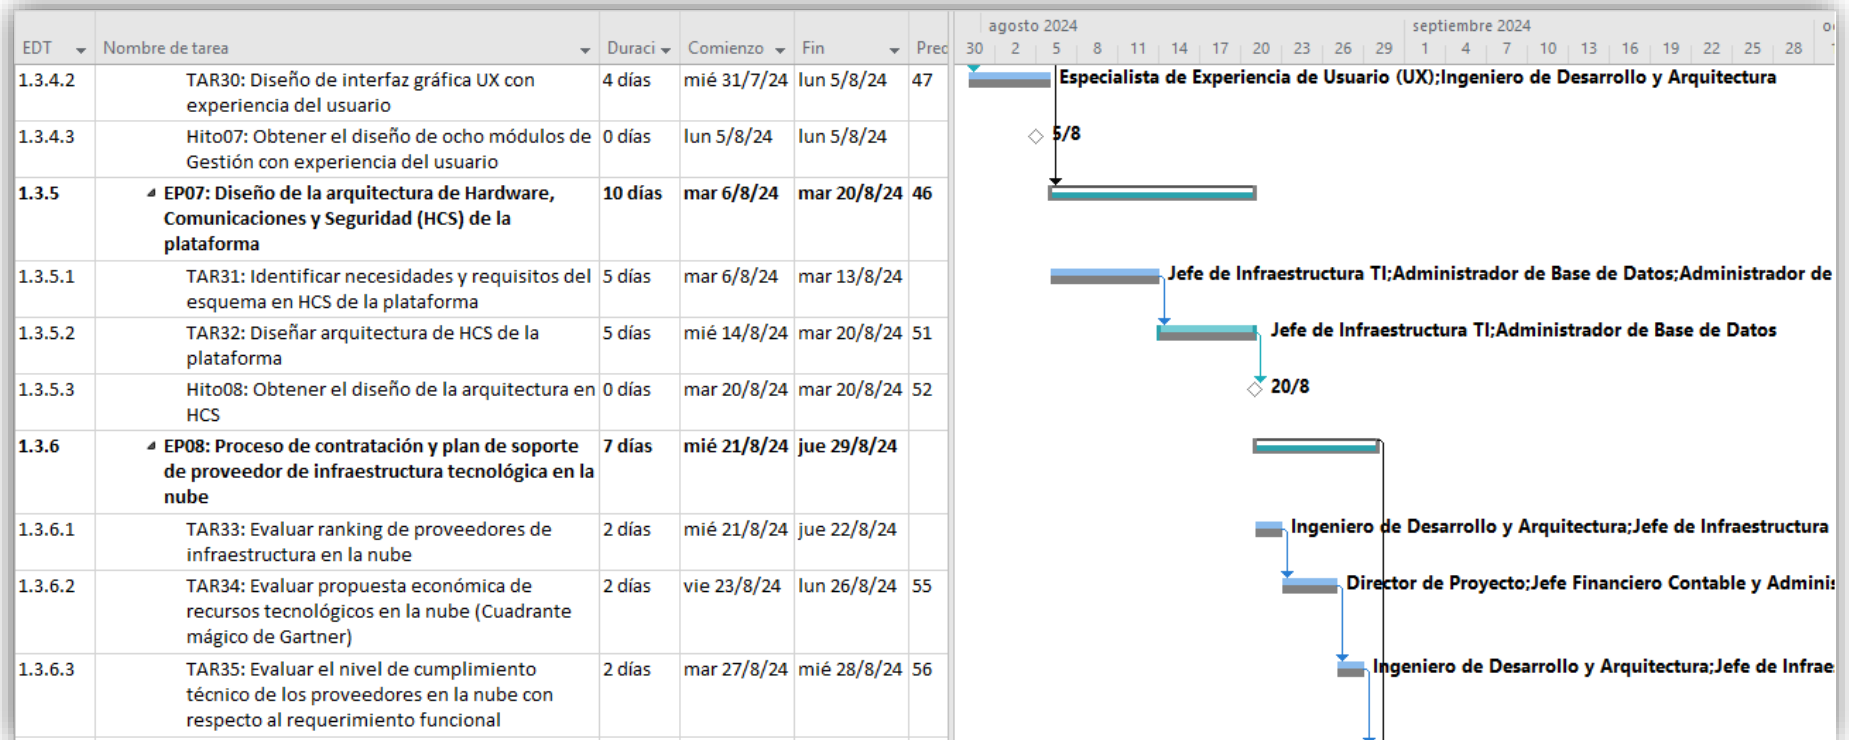 agosto 2024 septiembre 2024 o
EDT Nombre de tarea Duraci Comienzo Fin Pred 30 2 5 8 11 14 17 20 23 26 29 1 4 7 10 13 16 19 22 25 28
1.3.4.2 TAR30: Diseño de interfaz gráfica UX con 4 días mié 31/7/24 lun 5/8/24 47 Especialista de Experiencia de Usuario (UX);Ingeniero de Desarrollo y Arquitectura
experiencia del usuario
1.3.4.3 Hito07: Obtener el diseño de ocho módulos de 0 días lun 5/8/24 lun 5/8/24 5/8
Gestión con experiencia del usuario
1.3.5 EP07: Diseño de la arquitectura de Hardware, 10 días mar 6/8/24 mar 20/8/24 46
Comunicaciones y Seguridad (HCS) de la
plataforma
1.3.5.1 TAR31: Identificar necesidades y requisitos del 5 días mar 6/8/24 mar 13/8/24 Jefe de Infraestructura TI;Administrador de Base de Datos;Administrador de
esquema en HCS de la plataforma
1.3.5.2 TAR32: Diseñar arquitectura de HCS de la 5 días mié 14/8/24 mar 20/8/24 51 Jefe de Infraestructura TI;Administrador de Base de Datos
plataforma
1.3.5.3 Hito08: Obtener el diseño de la arquitectura en 0 días mar 20/8/24 mar 20/8/24 52 20/8
HCS
1.3.6 EP08: Proceso de contratación y plan de soporte 7 días mié 21/8/24 jue 29/8/24
de proveedor de infraestructura tecnológica en la
nube
1.3.6.1 TAR33: Evaluar ranking de proveedores de 2 días mié 21/8/24 jue 22/8/24 Ingeniero de Desarrollo y Arquitectura;Jefe de Infraestructura
infraestructura en la nube
1.3.6.2 TAR34: Evaluar propuesta económica de 2 días vie 23/8/24 lun 26/8/24 55 Director de Proyecto;Jefe Financiero Contable y Adminis
recursos tecnológicos en la nube (Cuadrante
mágico de Gartner)
1.3.6.3 TAR35: Evaluar el nivel de cumplimiento 2 días mar 27/8/24 mié 28/8/24 56 Ingeniero de Desarrollo y Arquitectura;Jefe de Infrae
técnico de los proveedores en la nube con
respecto al requerimiento funcional